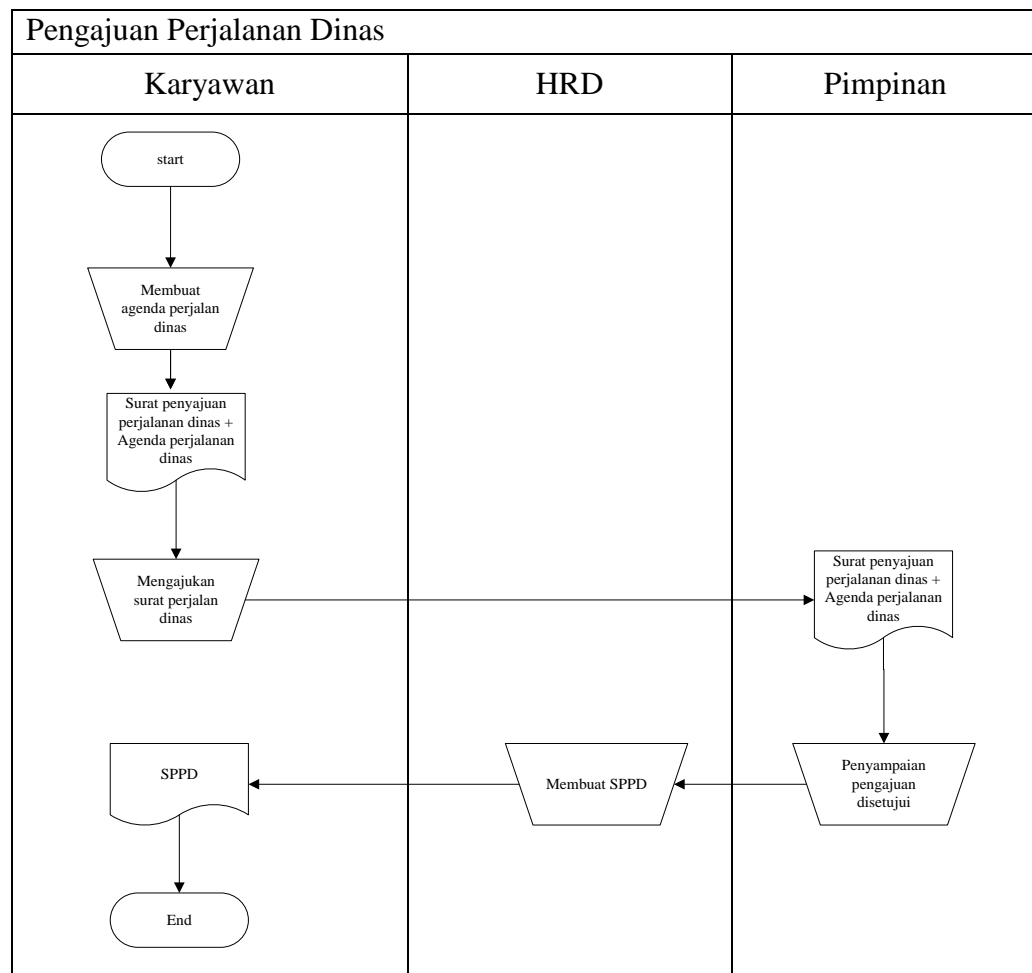 Pengajuan Perjalanan Dinas
Karyawan
HRD
Pimpinan
start
Membuat
agenda perjalan
dinas
Surat penyajuan
perjalanan dinas +
Agenda perjalanan
dinas
Mengajukan
surat perjalan
dinas
Surat penyajuan
perjalanan dinas +
Agenda perjalanan
dinas
SPPD
Membuat SPPD
Penyampaian
pengajuan
disetujui
End